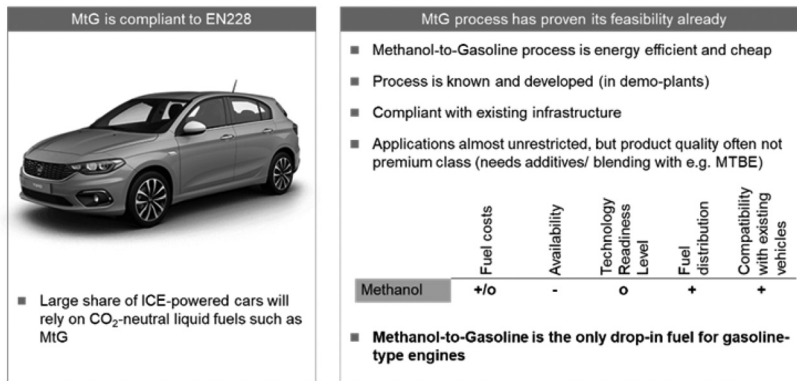 MtG is compliant to EN228
Large share of ICE-powered cars will
rely on CO₂-neutral liquid fuels such as
MtG
MtG process has proven its feasibility already
Methanol-to-Gasoline process is energy efficient and cheap
Process is known and developed (in demo-plants)
Compliant with existing infrastructure
Applications almost unrestricted, but product quality often not
premium class (needs additives/ blending with e.g. MTBE)
Fuel costs
Availability
Technology
Readiness
Level
Fuel
distribution
Compatibility
with existing
vehicles
Methanol +/o - o + +
Methanol-to-Gasoline is the only drop-in fuel for gasoline-
type engines